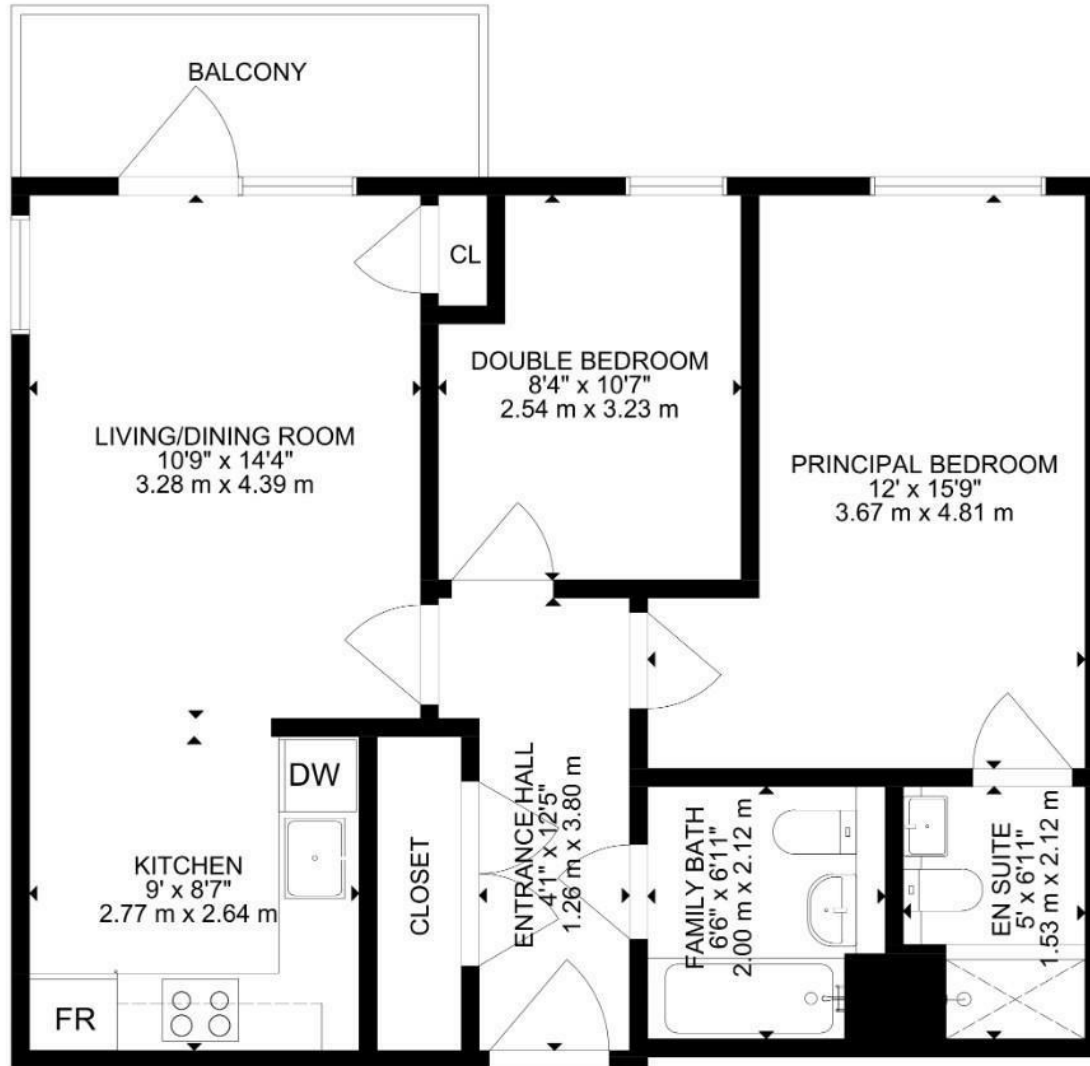 BALCONY
CL
DOUBLE BEDROOM
8'4" x 10'7"
2.54 m x 3.23 m
LIVING/DINING ROOM
10'9" x 14'4"
3.28 m x 4.39 m
PRINCIPAL BEDROOM
12' x 15'9"
3.67 m x 4.81 m
DW
KITCHEN
9' x 8'7"
2.77 m x 2.64 m
FR
CLOSET
ENTRANCE HALL
4'1" x 12'5"
1.26 m x 3.80 m
FAMILY BATH
6'6" x 6'11"
2.00 m x 2.12 m
EN SUITE
5' x 6'11"
1.53 m x 2.12 m